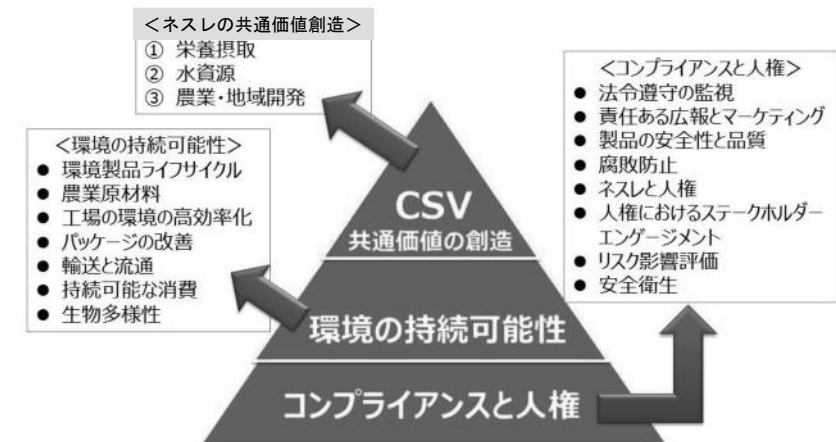 ＜ネスレの共通価値創造＞
① 栄養摂取
② 水資源
③ 農業・地域開発
＜環境の持続可能性＞
● 環境製品ライフサイクル
● 農業原材料
● 工場の環境の高効率化
● パッケージの改善
● 輸送と流通
● 持続可能な消費
● 生物多様性
＜コンプライアンスと人権＞
● 法令遵守の監視
● 責任ある広報とマーケティング
● 製品の安全性と品質
● 腐敗防止
● ネスレと人権
● 人権におけるステークホルダー
エンゲージメント
● リスク影響評価
● 安全衛生
CSV
共通価値の創造
環境の持続可能性
コンプライアンスと人権